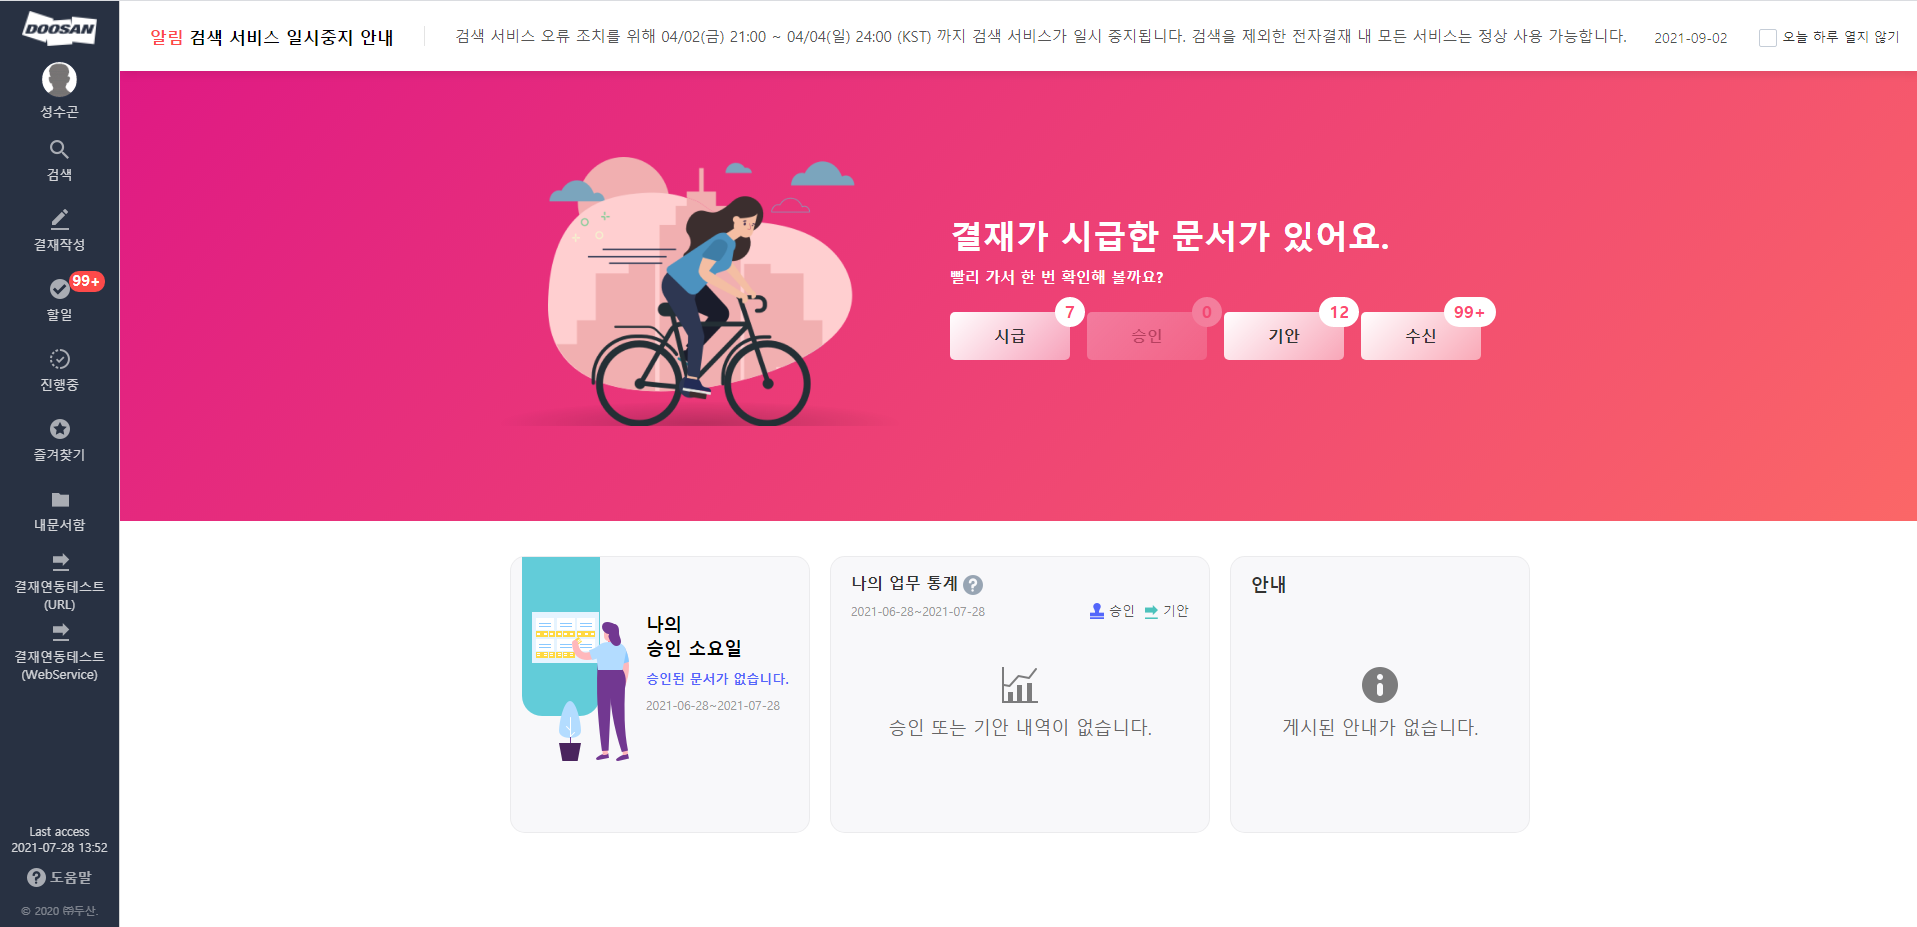 DOOSAN
성수곤
검색
결재작성
99+
할일
진행중
즐겨찾기
내문서함
결재연동테스트
(URL)
결재연동테스트
(WebService)
Last access
2021-07-28 13:52
도움말
© 2020 ㈜두산.
알림 검색 서비스 일시중지 안내
검색 서비스 오류 조치를 위해 04/02(금) 21:00 ~ 04/04(일) 24:00 (KST) 까지 검색 서비스가 일시 중지됩니다. 검색을 제외한 전자결재 내 모든 서비스는 정상 사용 가능합니다.
2021-09-02
오늘 하루 열지 않기
결재가 시급한 문서가 있어요.
빨리 가서 한 번 확인해 볼까요?
시급 7
승인 0
기안 12
수신 99+
나의
승인 소요일
승인된 문서가 없습니다.
2021-06-28~2021-07-28
나의 업무 통계
2021-06-28~2021-07-28
승인 기안
승인 또는 기안 내역이 없습니다.
안내
게시된 안내가 없습니다.